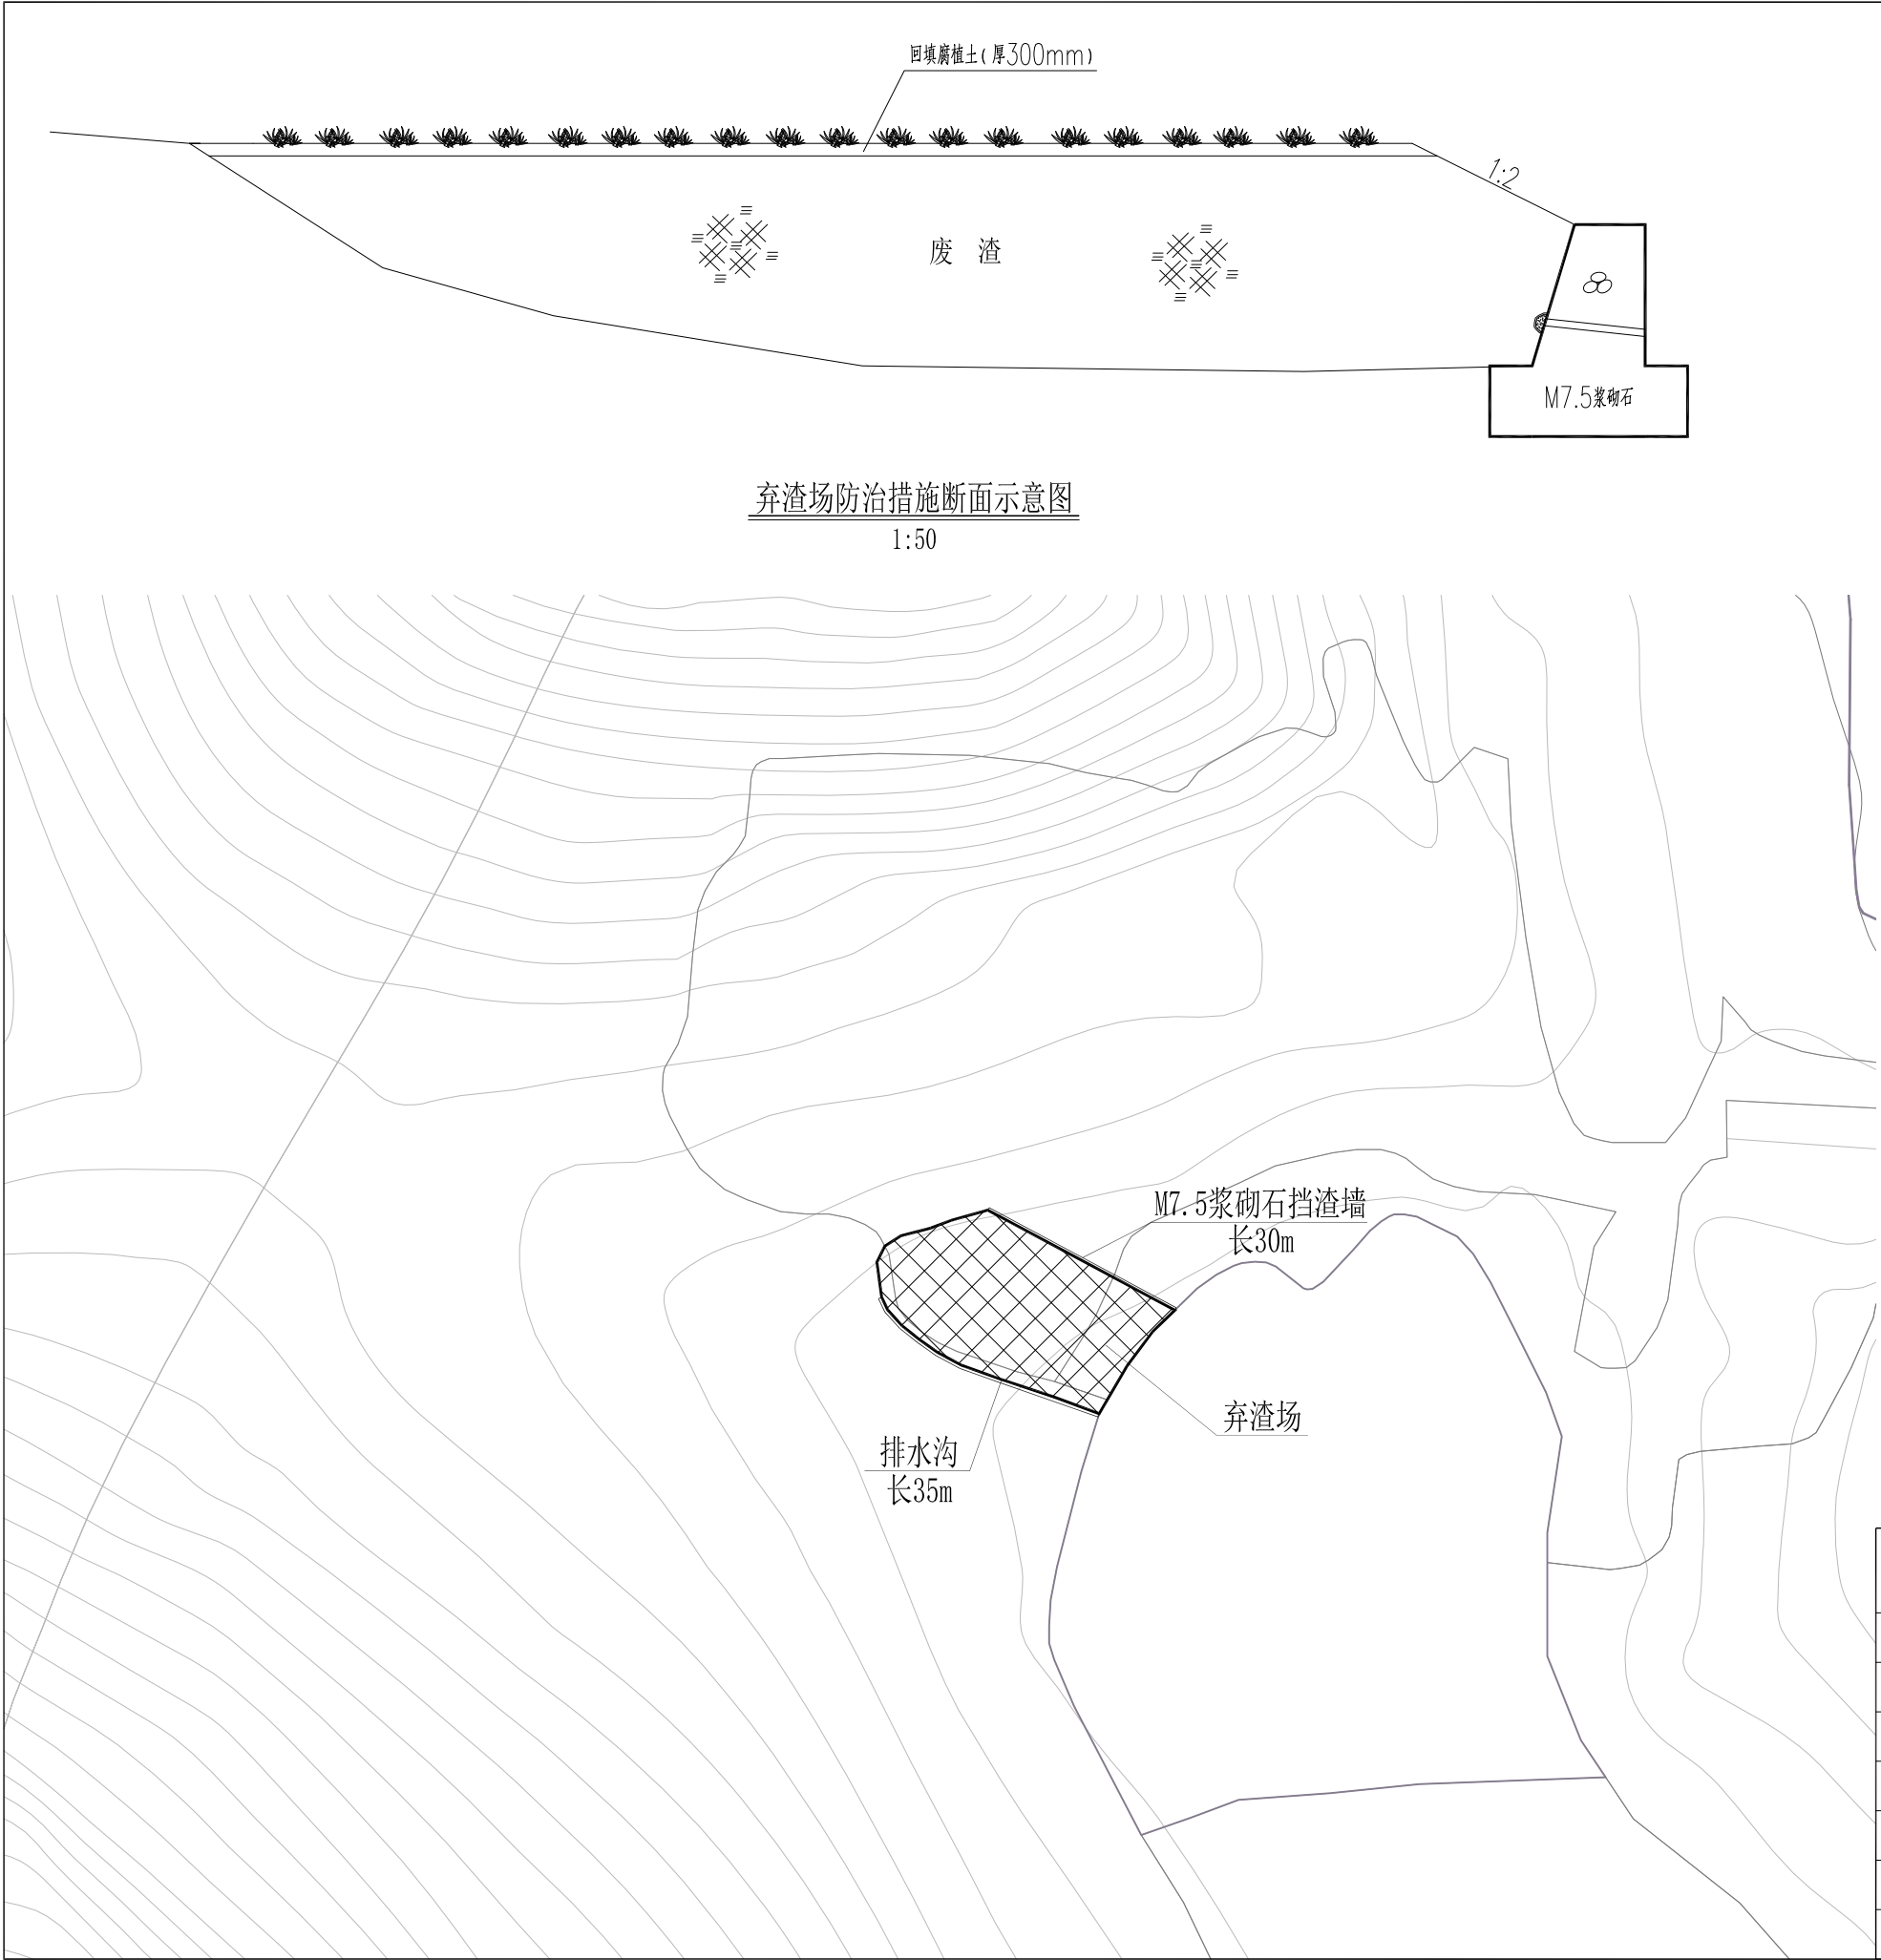 回填腐植土(厚300mm)
1:2
废 渣
M7.5浆砌石
弃渣场防治措施断面示意图
1:50
M7.5浆砌石挡渣墙
长30m
弃渣场
排水沟
长35m